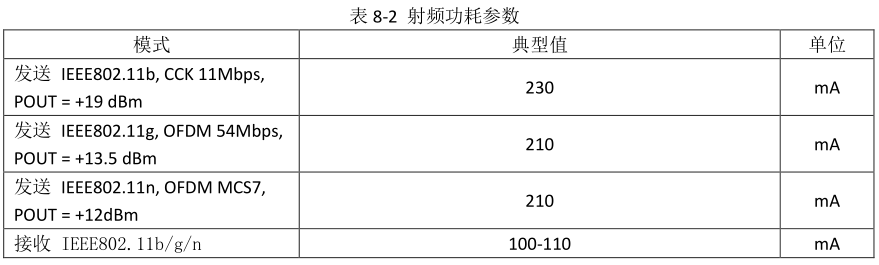 表 8-2 射频功耗参数
模式 典型值 单位
发送 IEEE802.11b, CCK 11Mbps,
POUT = +19 dBm
230 mA
发送 IEEE802.11g, OFDM 54Mbps,
POUT = +13.5 dBm
210 mA
发送 IEEE802.11n, OFDM MCS7,
POUT = +12dBm
210 mA
接收 IEEE802.11b/g/n 100-110 mA